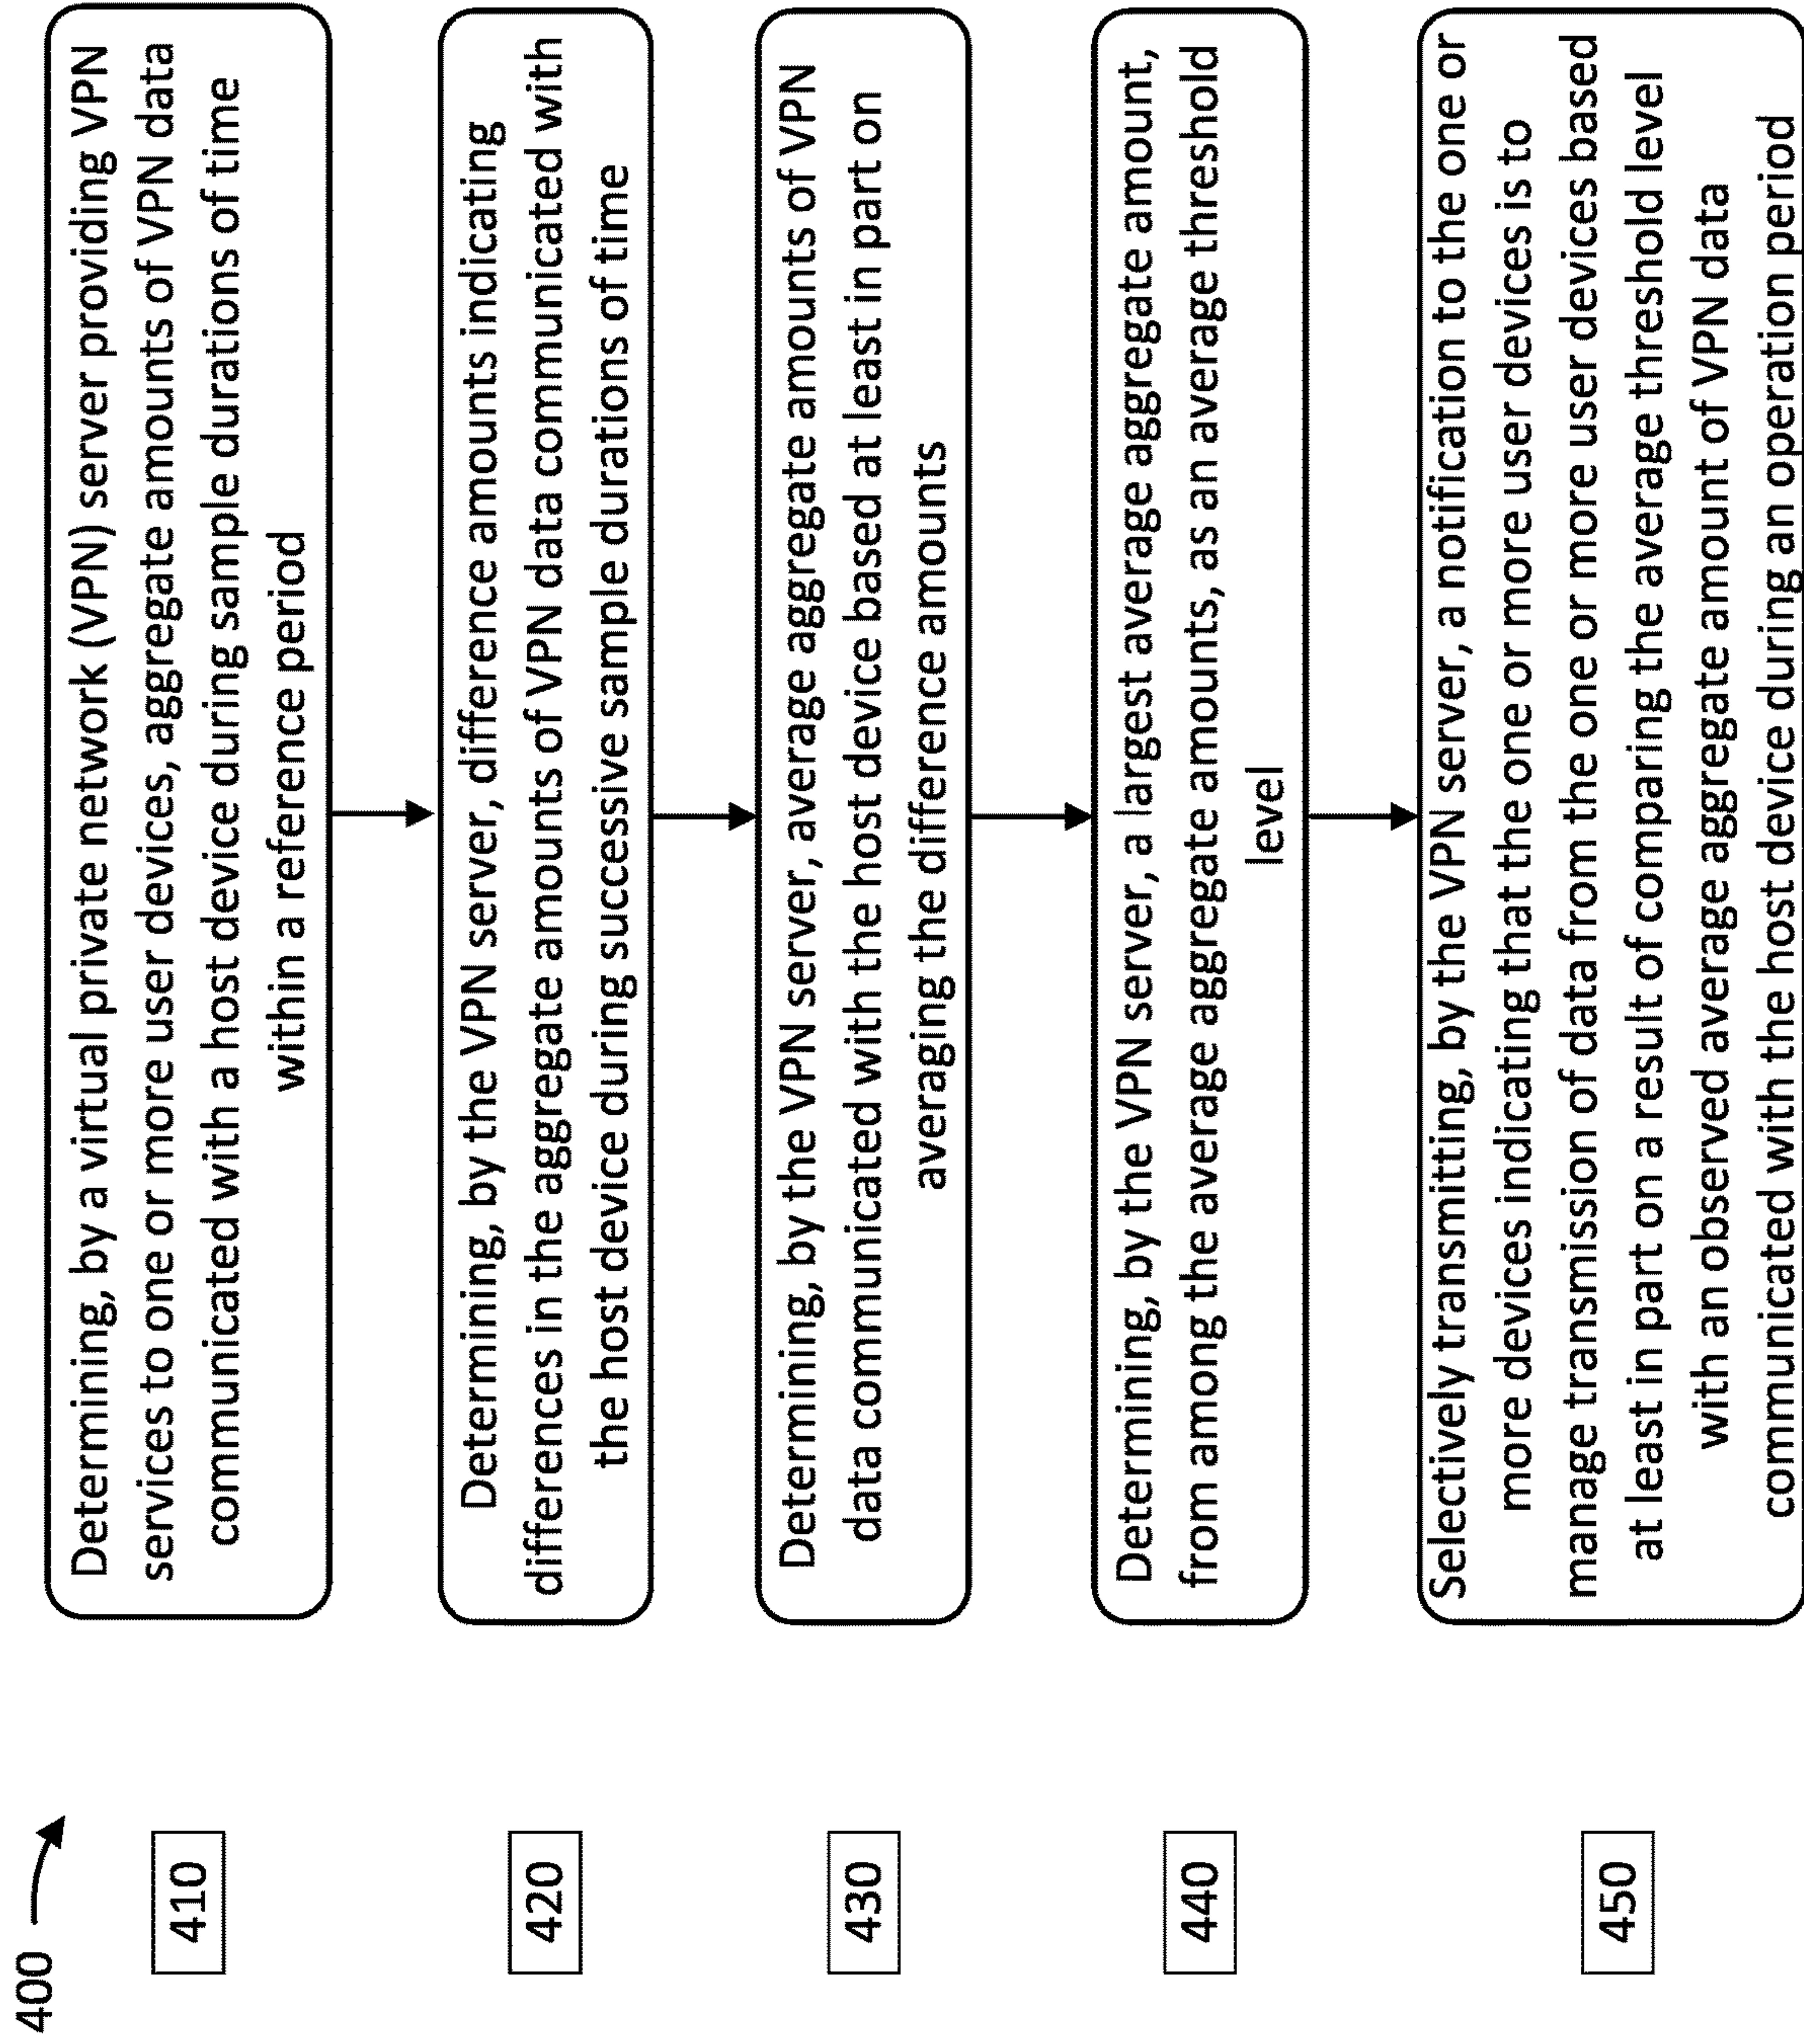 400
410
Determining, by a virtual private network (VPN) server providing VPN
services to one or more user devices, aggregate amounts of VPN data
communicated with a host device during sample durations of time
within a reference period
420
Determining, by the VPN server, difference amounts indicating
differences in the aggregate amounts of VPN data communicated with
the host device during successive sample durations of time
430
Determining, by the VPN server, average aggregate amounts of VPN
data communicated with the host device based at least in part on
averaging the difference amounts
440
Determining, by the VPN server, a largest average aggregate amount,
from among the average aggregate amounts, as an average threshold
level
450
Selectively transmitting, by the VPN server, a notification to the one or
more devices indicating that the one or more user devices is to
manage transmission of data from the one or more user devices based
at least in part on a result of comparing the average threshold level
with an observed average aggregate amount of VPN data
communicated with the host device during an operation period